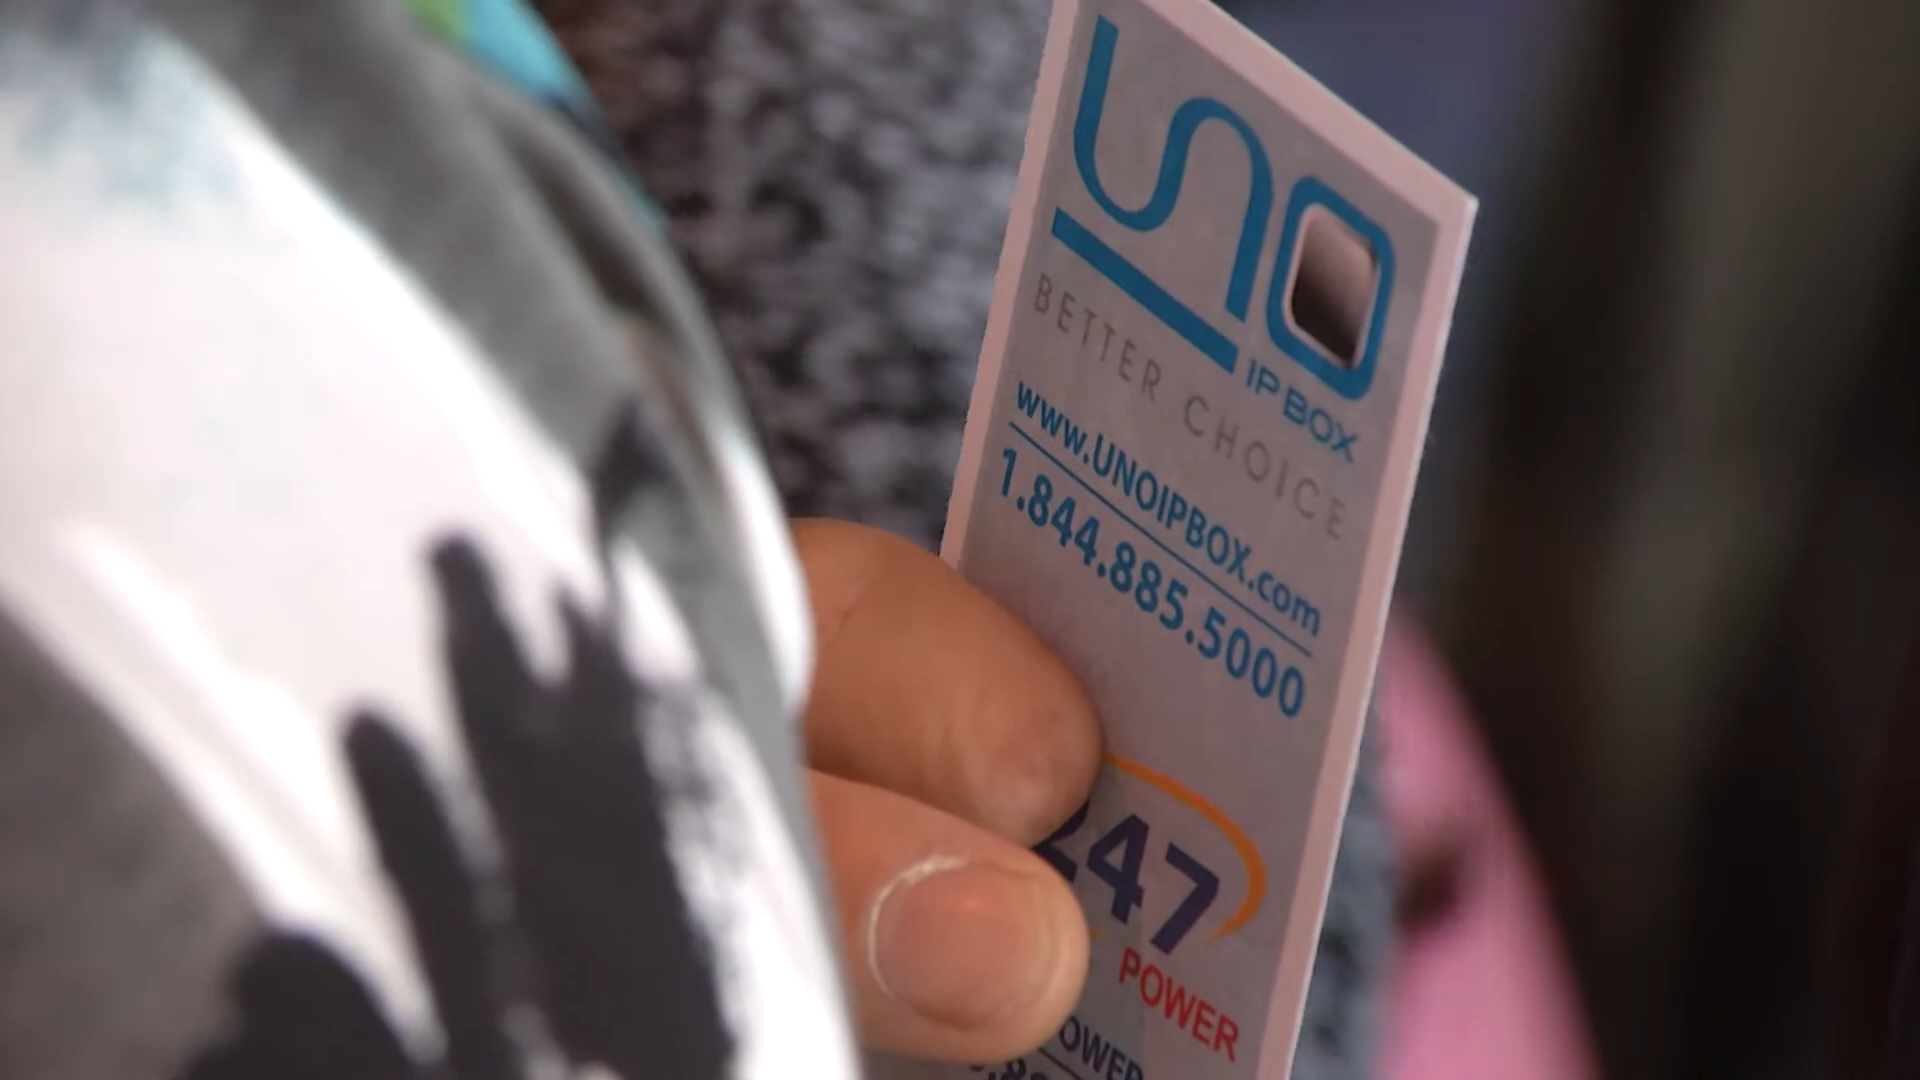 UNO
IP BOX
BETTER CHOICE
www.UNOIPBOX.com
1.844.885.5000
247
POWER